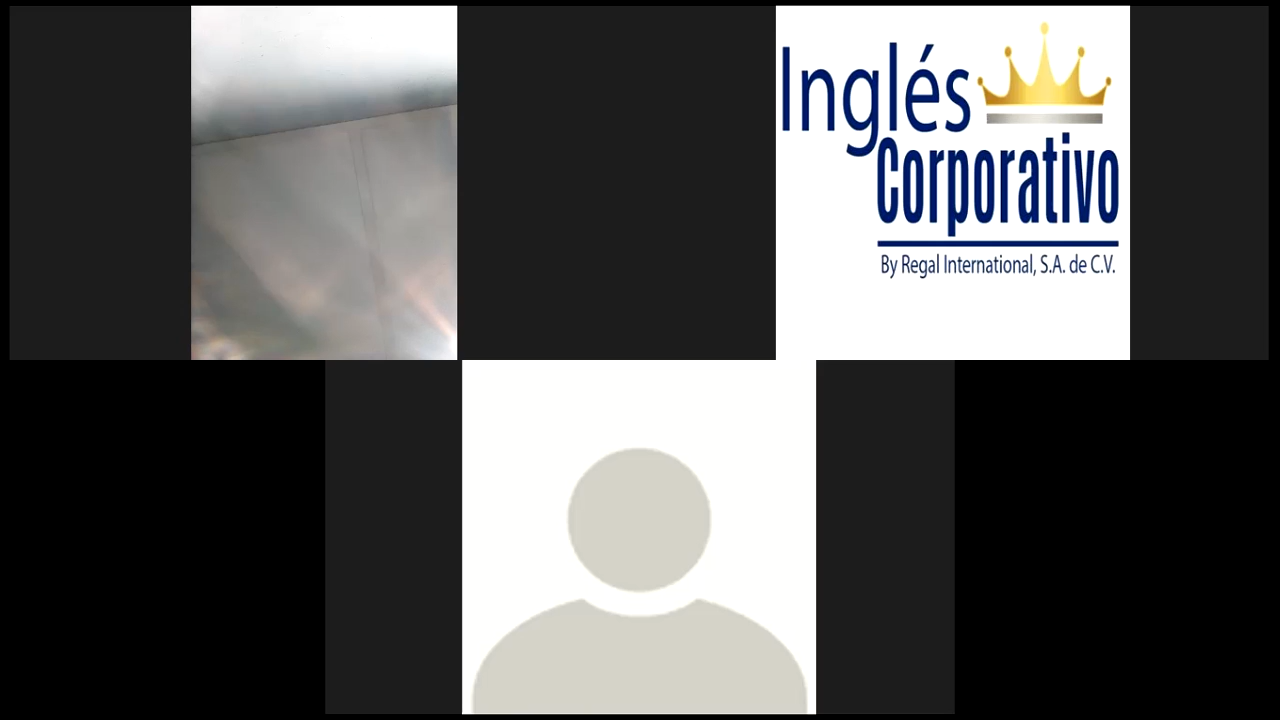 Inglés
Corporativo
By Regal International, S.A. de C.V.